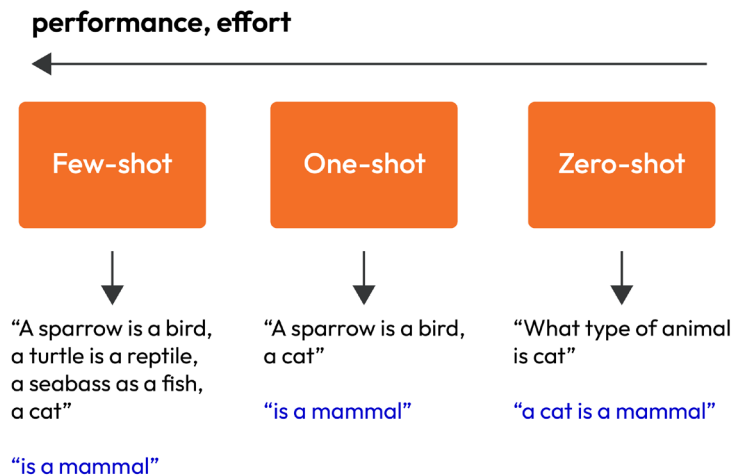 performance, effort
Few-shot
One-shot
Zero-shot
“A sparrow is a bird,
a turtle is a reptile,
a seabass as a fish,
a cat”
“is a mammal”
“A sparrow is a bird,
a cat”
“is a mammal”
“What type of animal
is cat”
“a cat is a mammal”